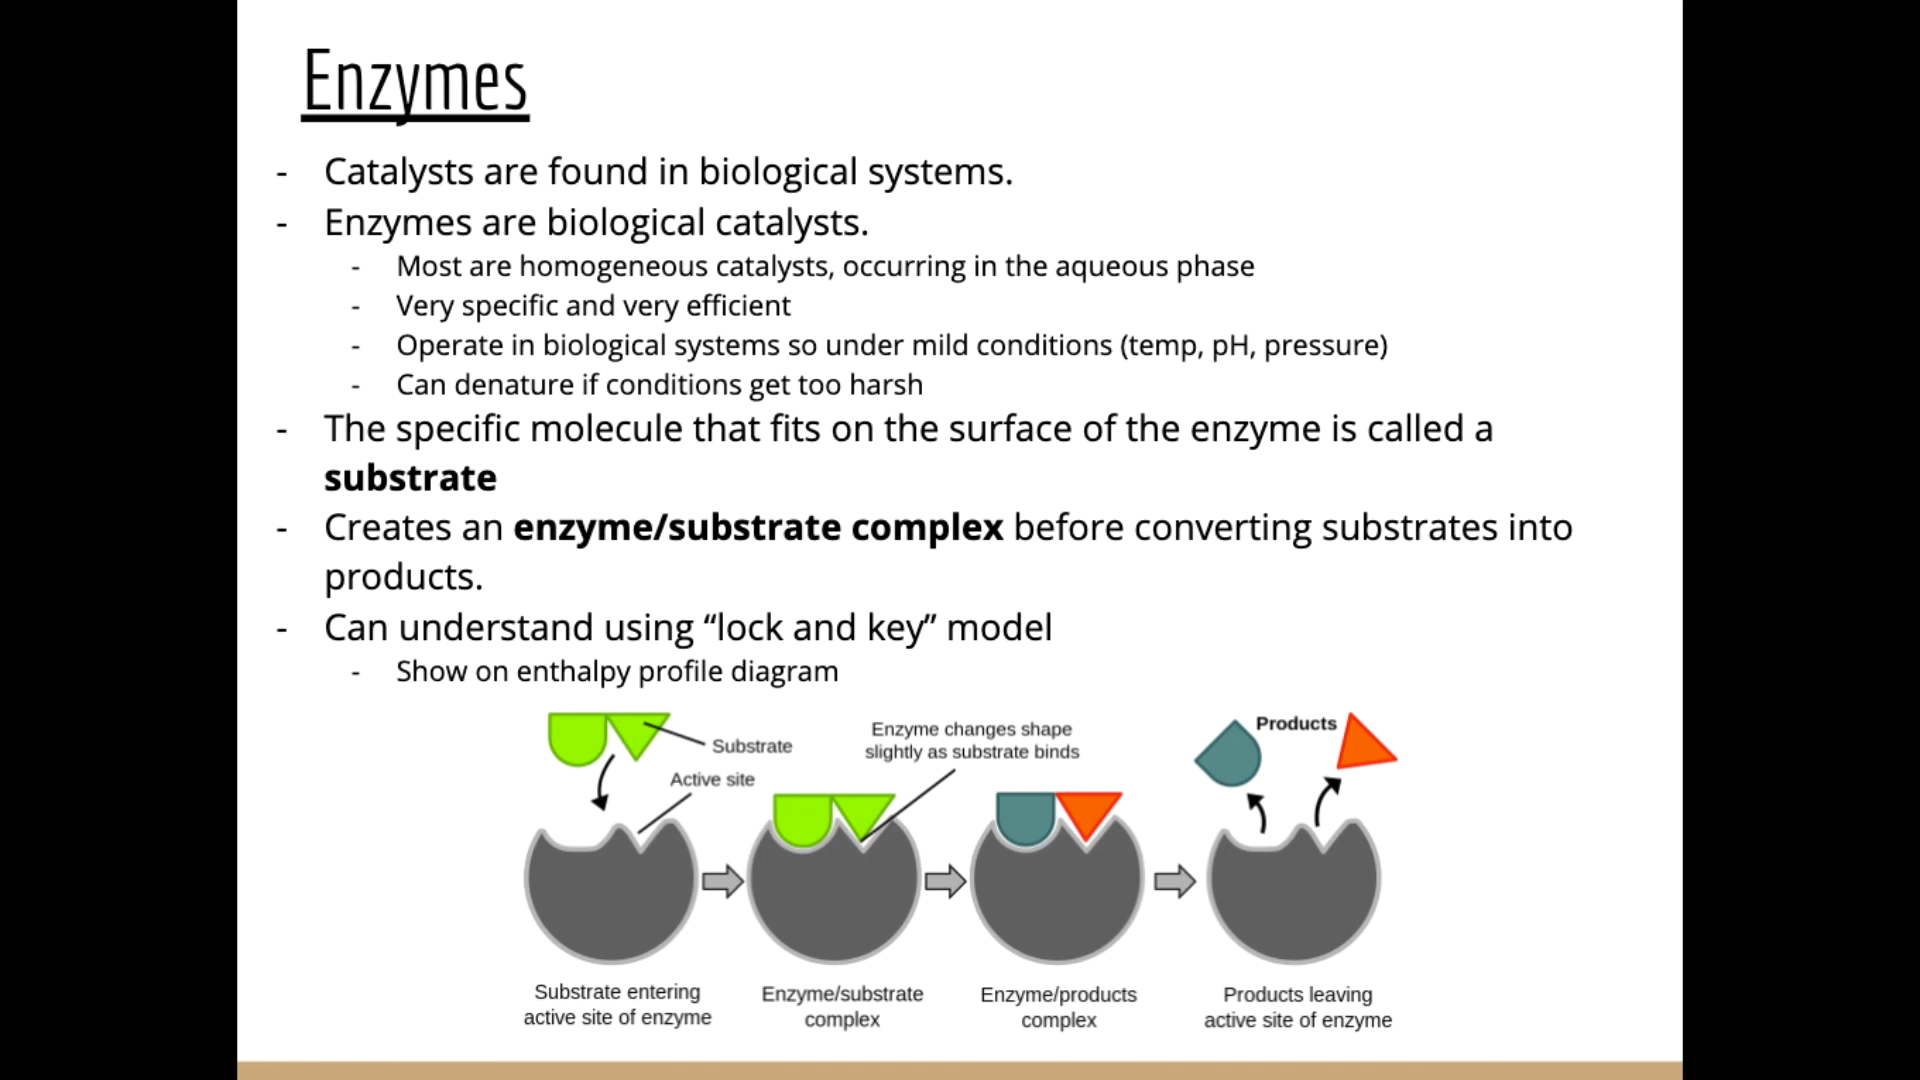 Enzymes
- Catalysts are found in biological systems.
- Enzymes are biological catalysts.
- Most are homogeneous catalysts, occurring in the aqueous phase
- Very specific and very efficient
- Operate in biological systems so under mild conditions (temp, pH, pressure)
- Can denature if conditions get too harsh
- The specific molecule that fits on the surface of the enzyme is called a
substrate
- Creates an enzyme/substrate complex before converting substrates into
products.
- Can understand using “lock and key” model
- Show on enthalpy profile diagram
Substrate
Active site
Enzyme changes shape
slightly as substrate binds
Products
Substrate entering
active site of enzyme
Enzyme/substrate
complex
Enzyme/products
complex
Products leaving
active site of enzyme